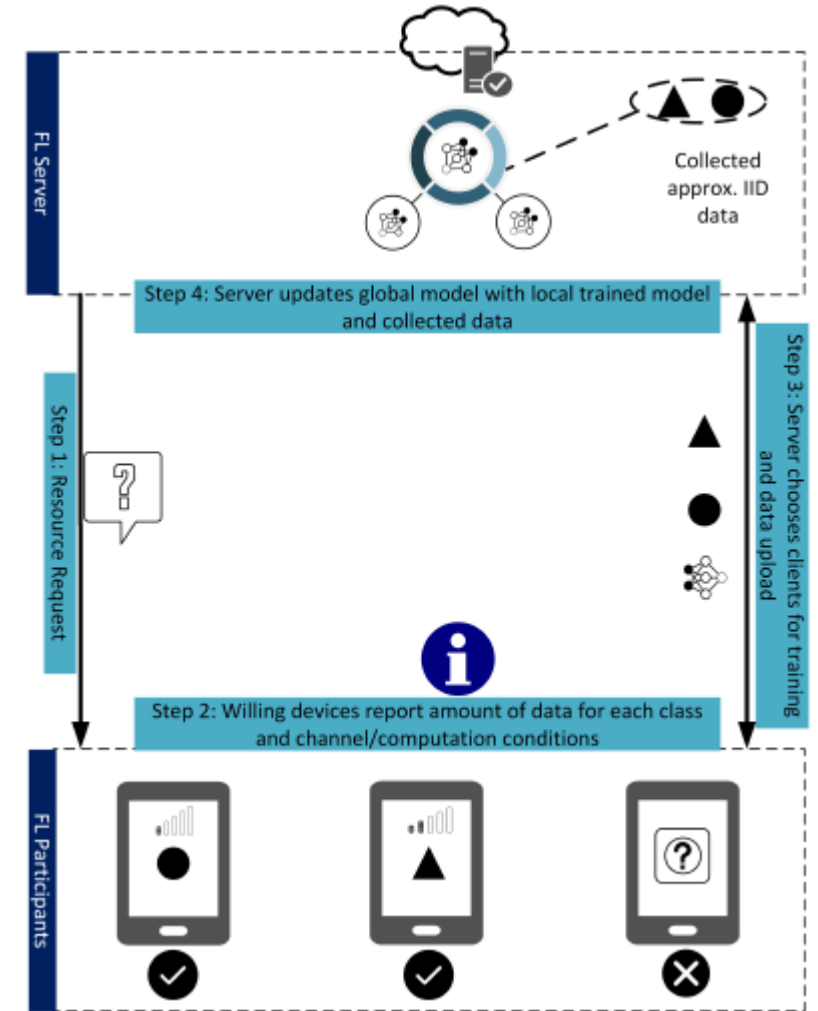 FL Server
Collected
approx. IID
data
Step 4: Server updates global model with local trained model
and collected data
Step 1: Resource Request
?
Step 3: Server chooses clients for training
and data upload
i
Step 2: Willing devices report amount of data for each class
and channel/computation conditions
FL Participants
?